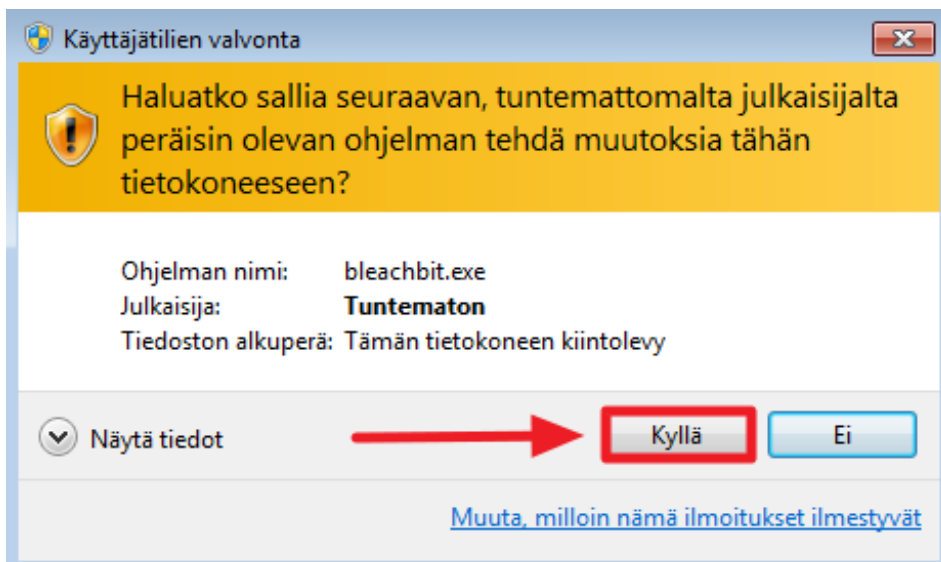 Käyttäjätilien valvonta
Haluatko sallia seuraavan, tuntemattomalta julkaisijalta
peräisin olevan ohjelman tehdä muutoksia tähän
tietokoneeseen?
Ohjelman nimi: bleachbit.exe
Julkaisija: Tuntematon
Tiedoston alkuperä: Tämän tietokoneen kiintolevy
Näytä tiedot Kyllä Ei
Muuta, milloin nämä ilmoitukset ilmestyvät